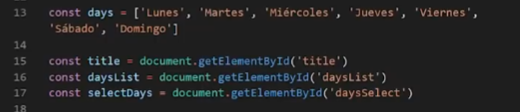 13 const days = ['Lunes', 'Martes', 'Miércoles', 'Jueves', 'Viernes',
'Sábado', 'Domingo']
14
15 const title = document.getElementById('title')
16 const daysList = document.getElementById('daysList')
17 const selectDays = document.getElementById('daysSelect')
18